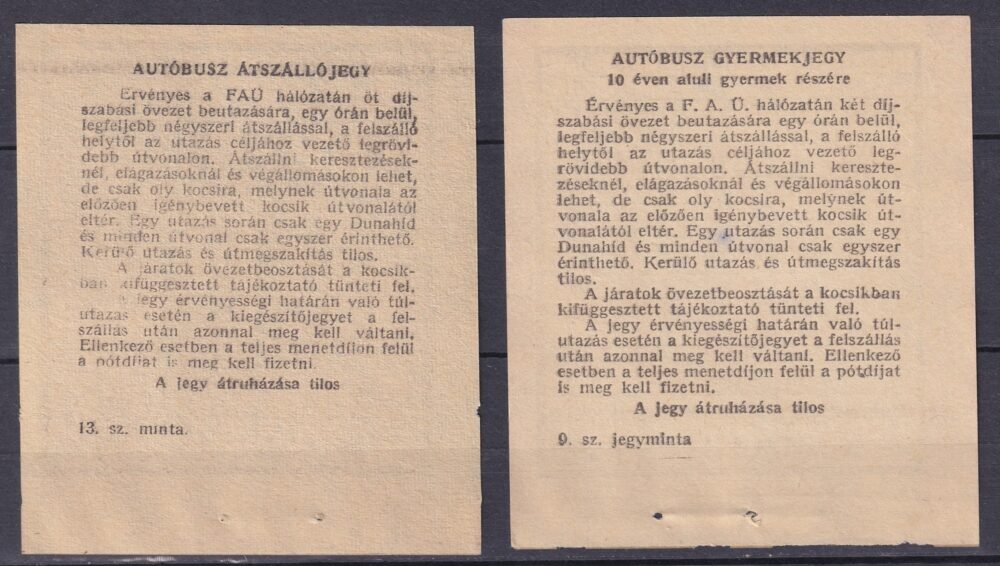 AUTÓBUSZ ÁTSZÁLLÓJEGY
Érvényes a FAÜ hálózatán öt díj-
szabási övezet beutazására, egy órán belül,
legfeljebb négyszeri átszállással, a felszálló
helytől az utazás céljához vezető legrövi-
debb útvonalon. Átszállni keresztezések-
nél, elágazásoknál és végállomásokon lehet,
de csak oly kocsira, melynek útvonala az
előzően igénybevett kocsik útvonalától
eltér. Egy utazás során csak egy Dunahíd
és minden útvonal csak egyszer érinthető.
Kerülő utazás és útmegszakítás tilos.
A járatok övezetbeosztását a kocsik-
ban kifüggesztett tájékoztató tünteti fel.
A jegy érvényességi határán való túl-
utazás esetén a kiegészítőjegyet a fel-
szállás után azonnal meg kell váltani.
Ellenkező esetben a teljes menetdíjon felül
a pótdíjat is meg kell fizetni.
A jegy átruházása tilos
13. sz. minta.
AUTÓBUSZ GYERMEKJEGY
10 éven aluli gyermek részére
Érvényes a F. A. Ü. hálózatán két díj-
szabási övezet beutazására egy órán belül,
legfeljebb négyszeri átszállással, a felszálló
helytől az utazás céljához vezető leg-
rövidebb útvonalon. Átszállni kereszte-
zéseknél, elágazásoknál és végállomásokon
lehet, de csak oly kocsira, melynek út-
vonala az előzően igénybevett kocsik út-
vonalától eltér. Egy utazás során csak egy
Dunahíd és minden útvonal csak egyszer
érinthető. Kerülő utazás és útmegszakítás
tilos.
A járatok övezetbeosztását a kocsikban
kifüggesztett tájékoztató tünteti fel.
A jegy érvényességi határán való túl-
utazás esetén a kiegészítőjegyet a felszállás
után azonnal meg kell váltani. Ellenkező
esetben a teljes menetdíjon felül a pótdíjat
is meg kell fizetni.
A jegy átruházása tilos
9. sz. jegyminta